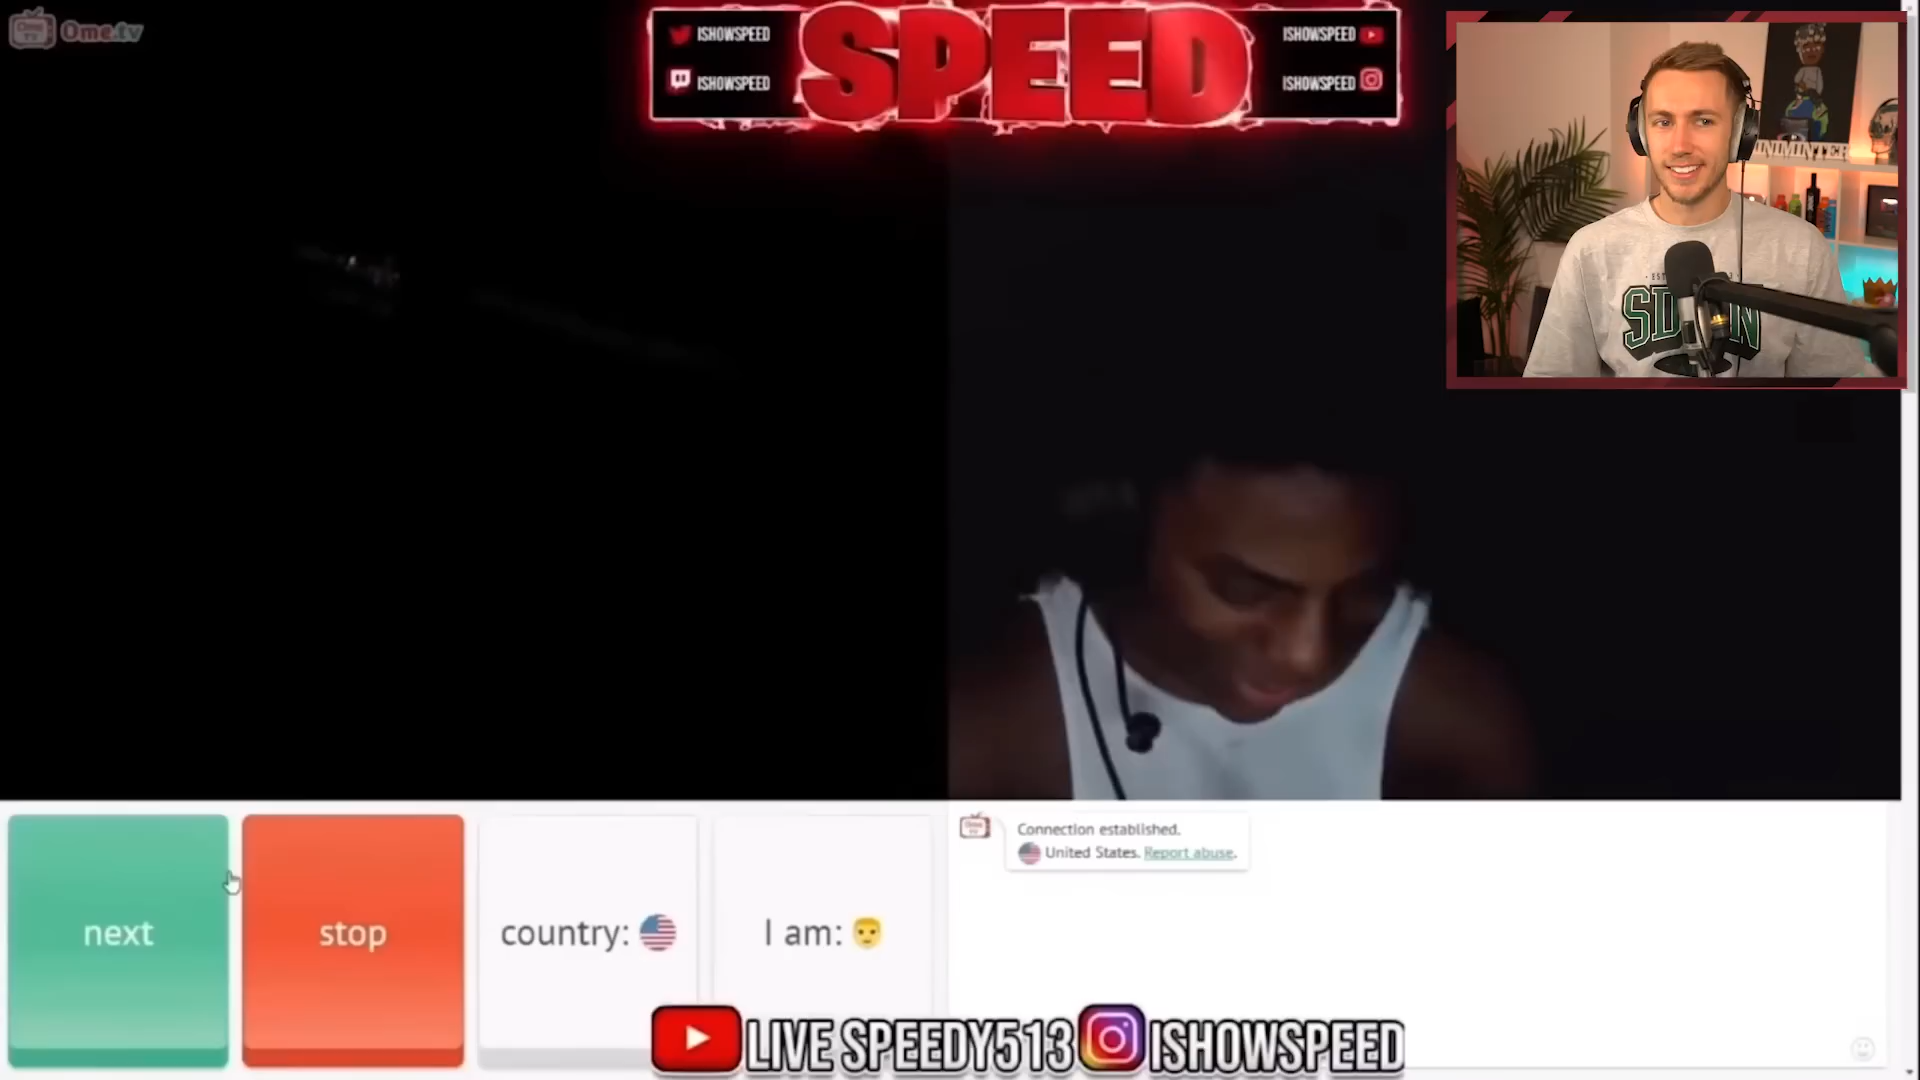 Ome.tv
ISHOWSPEED
ISHOWSPEED
SPEED
ISHOWSPEED
ISHOWSPEED
INIMINTER
Connection established.
United States. Report abuse.
next
stop
country:
I am:
LIVE SPEEDY513
ISHOWSPEED